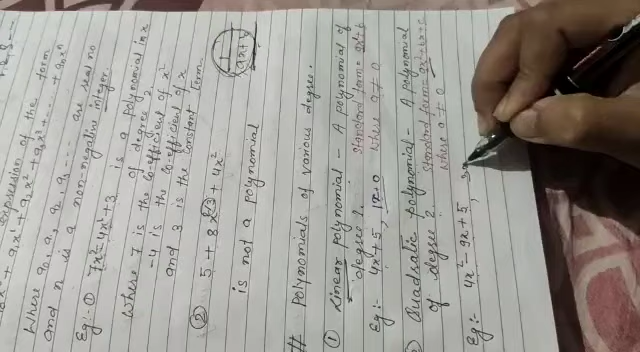 expression of the form
+ a₁x¹ + a₂x² + a₃x³ + ... + aₙxⁿ
Where a₀, a₁, a₂, a₃ .... are real no
and n is a non-negative integer.
Eg:- ① 7x² - 4x¹ + 3 is a polynomial in x
of degree 2
Where 7 is the co-efficient of x²
-4 is the co-efficient of x
and 3 is the constant term
② 5 + 8x + 4x²
is not a polynomial
ax+b
# Polynomials of various degree.
① Linear polynomial - A polynomial of
degree 1. Standard form = ax+b
where a ≠ 0
Eg:- 4x+5,
Quadratic polynomial - A polynomial
of degree 2 Standard form = ax²+bx+c
where a ≠ 0
Eg:- 4x² - 9x + 5,